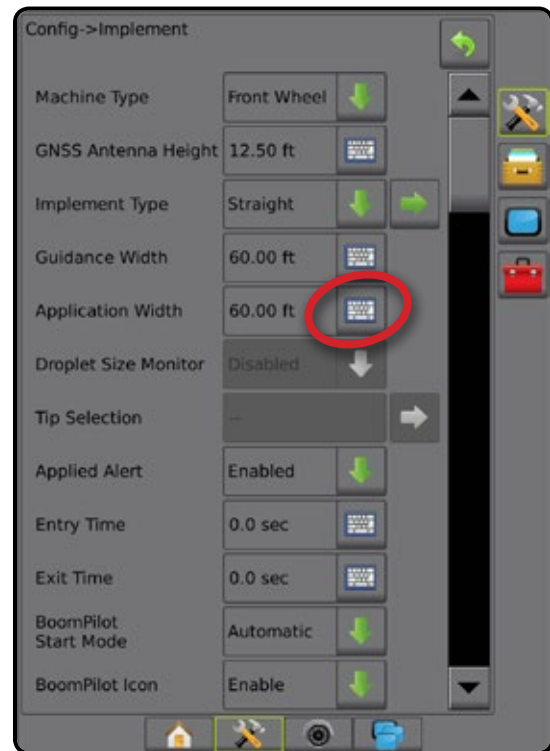 Config->Implement
Machine Type Front Wheel
GNSS Antenna Height 12.50 ft
Implement Type Straight
Guidance Width 60.00 ft
Application Width 60.00 ft
Droplet Size Monitor Disabled
Tip Selection --
Applied Alert Enabled
Entry Time 0.0 sec
Exit Time 0.0 sec
BoomPilot
Start Mode Automatic
BoomPilot Icon Enable